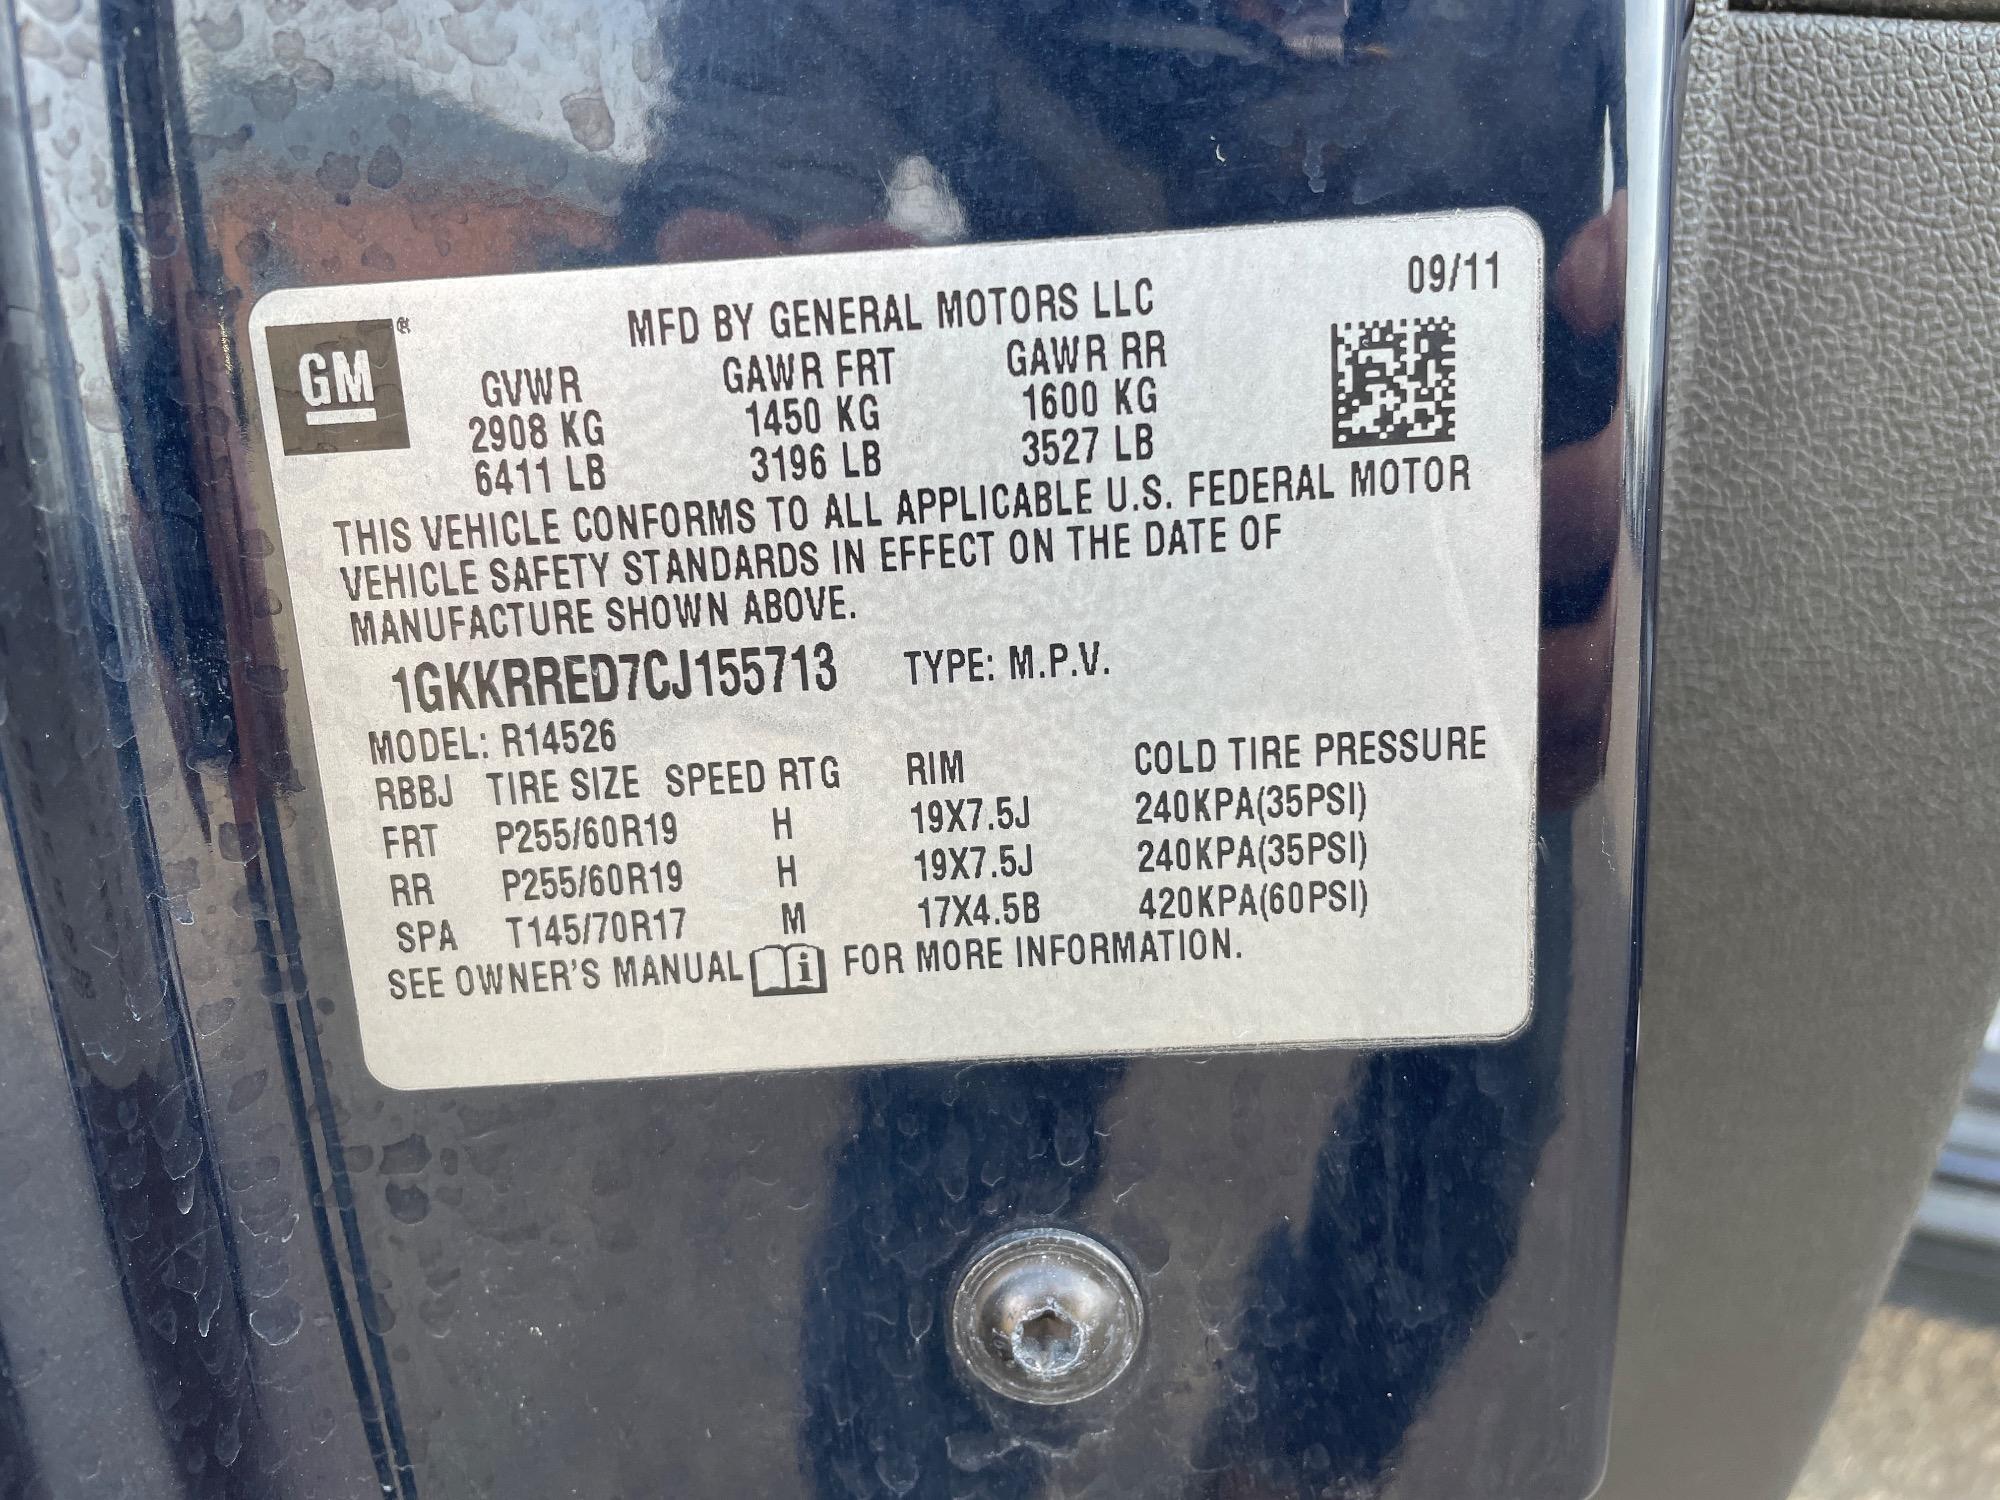 09/11
MFD BY GENERAL MOTORS LLC
GM®
GVWR GAWR FRT GAWR RR
2908 KG 1450 KG 1600 KG
6411 LB 3196 LB 3527 LB
THIS VEHICLE CONFORMS TO ALL APPLICABLE U.S. FEDERAL MOTOR
VEHICLE SAFETY STANDARDS IN EFFECT ON THE DATE OF
MANUFACTURE SHOWN ABOVE.
1GKKRRED7CJ155713 TYPE: M.P.V.
MODEL: R14526
RBBJ TIRE SIZE SPEED RTG RIM COLD TIRE PRESSURE
FRT P255/60R19 H 19X7.5J 240KPA(35PSI)
RR P255/60R19 H 19X7.5J 240KPA(35PSI)
SPA T145/70R17 M 17X4.5B 420KPA(60PSI)
SEE OWNER'S MANUAL i FOR MORE INFORMATION.